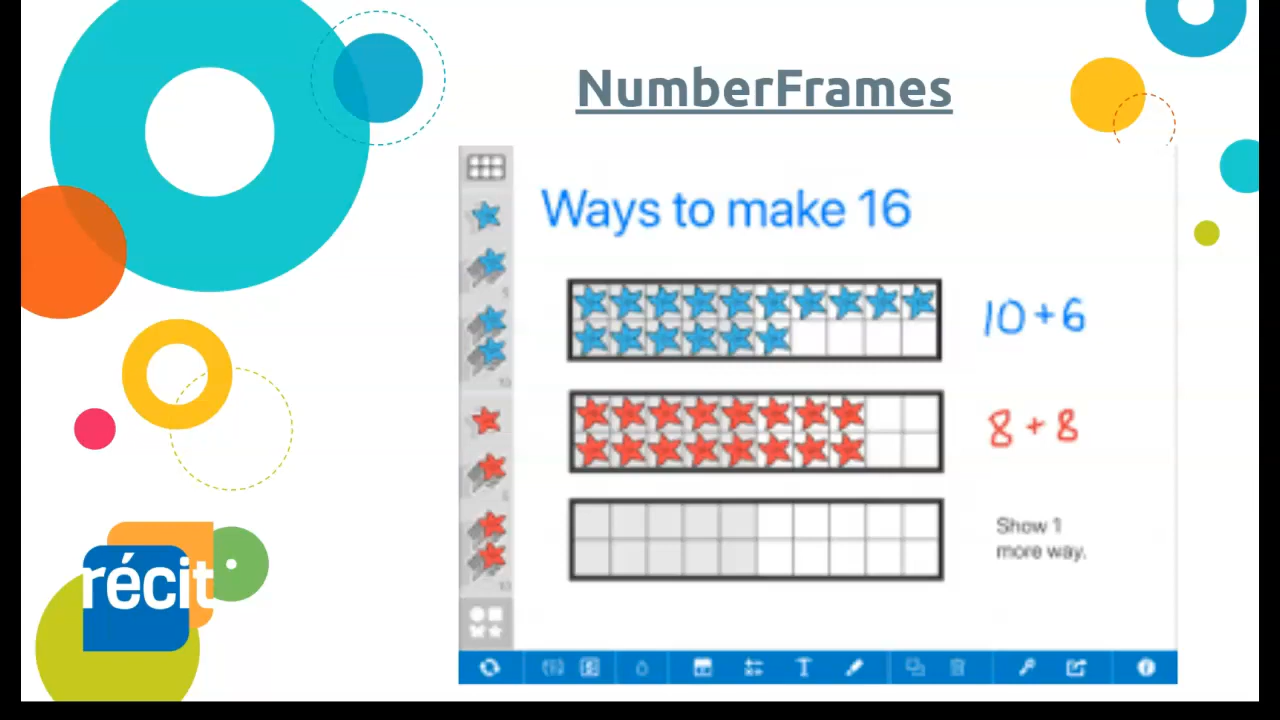 NumberFrames
Ways to make 16
10+6
8+8
Show 1
more way.
récit